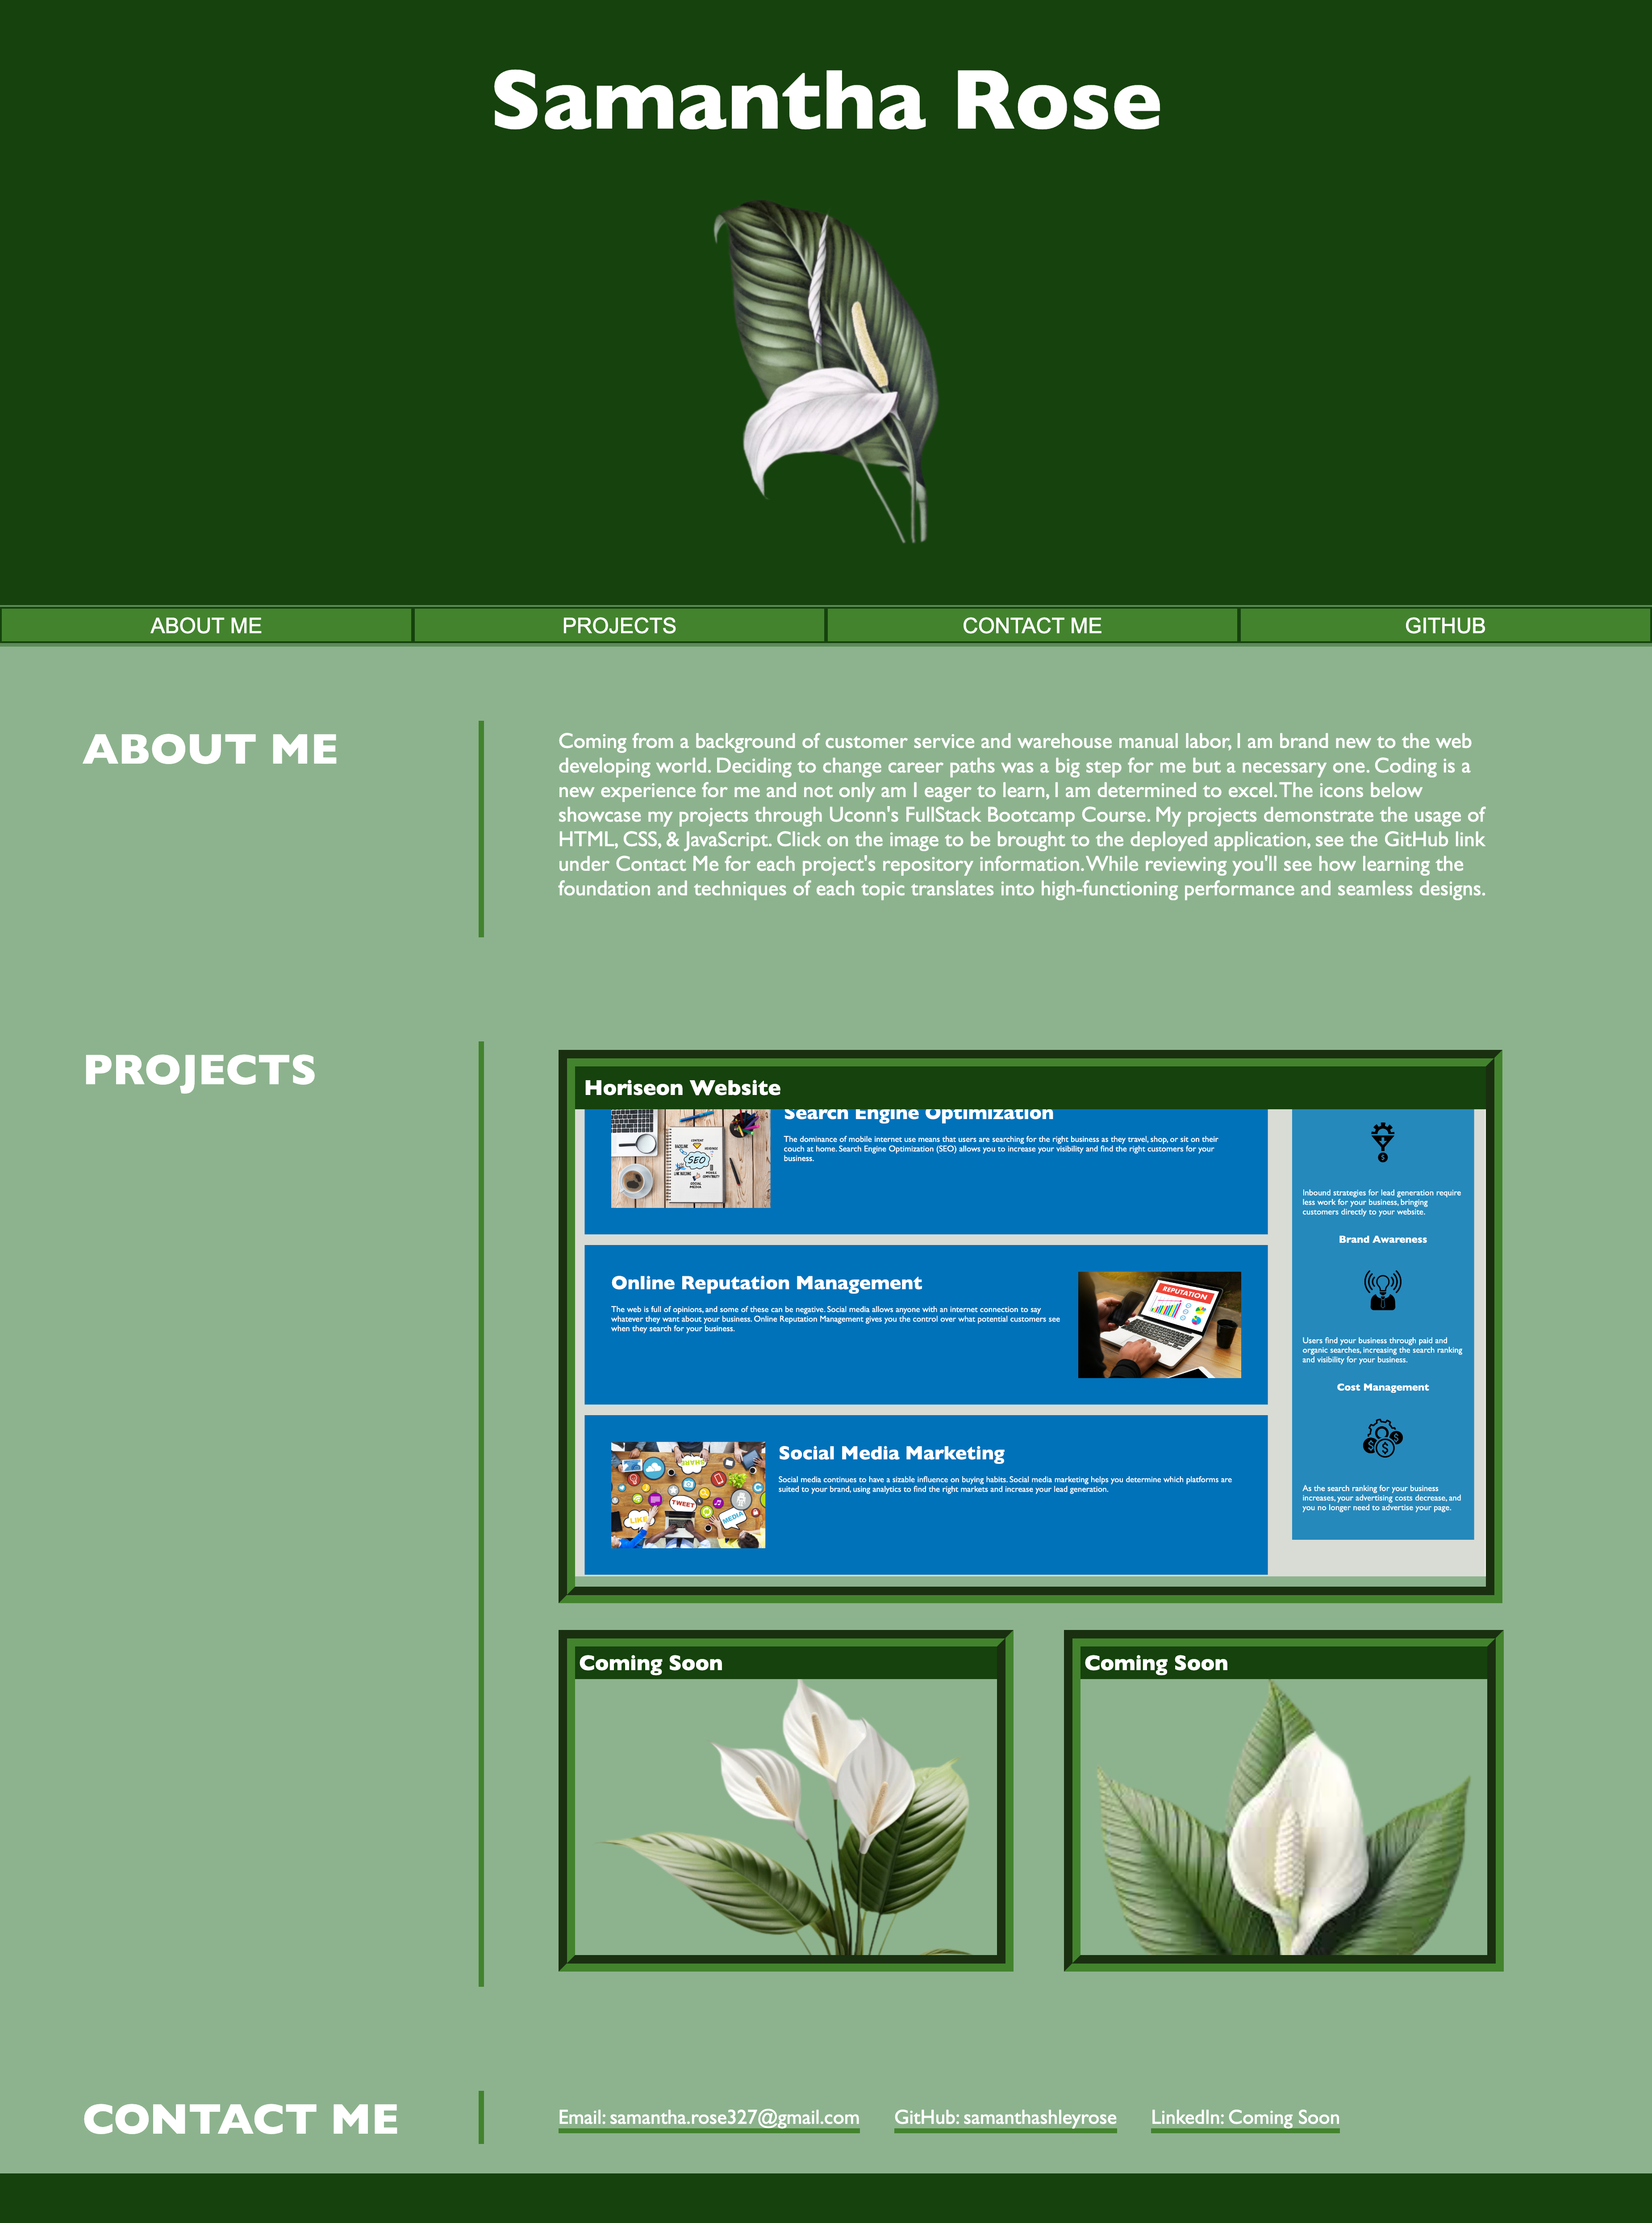 Samantha Rose
ABOUT ME
PROJECTS
CONTACT ME
GITHUB
ABOUT ME
Coming from a background of customer service and warehouse manual labor, I am brand new to the web
developing world. Deciding to change career paths was a big step for me but a necessary one. Coding is a
new experience for me and not only am I eager to learn, I am determined to excel. The icons below
showcase my projects through Uconn's FullStack Bootcamp Course. My projects demonstrate the usage of
HTML, CSS, & JavaScript. Click on the image to be brought to the deployed application, see the GitHub link
under Contact Me for each project's repository information. While reviewing you'll see how learning the
foundation and techniques of each topic translates into high-functioning performance and seamless designs.
PROJECTS
Horiseon Website
SEO
Search Engine Optimization
The dominance of mobile internet use means that users are searching for the right business as they travel, shop, or sit on their
couch at home. Search Engine Optimization (SEO) allows you to increase your visibility and find the right customers for your
business.
Inbound strategies for lead generation require
less work for your business, bringing
customers directly to your website.
Brand Awareness
Online Reputation Management
The web is full of opinions, and some of these can be negative. Social media allows anyone with an internet connection to say
whatever they want about your business. Online Reputation Management gives you the control over what potential customers see
when they search for your business.
REPUTATION
Users find your business through paid and
organic searches, increasing the search ranking
and visibility for your business.
Cost Management
SHARE
TWEET
LIKE
MEDIA
Social Media Marketing
Social media continues to have a sizable influence on buying habits. Social media marketing helps you determine which platforms are
suited to your brand, using analytics to find the right markets and increase your lead generation.
As the search ranking for your business
increases, your advertising costs decrease, and
you no longer need to advertise your page.
Coming Soon
Coming Soon
CONTACT ME
Email: samantha.rose327@gmail.com
GitHub: samanthashleyrose
LinkedIn: Coming Soon